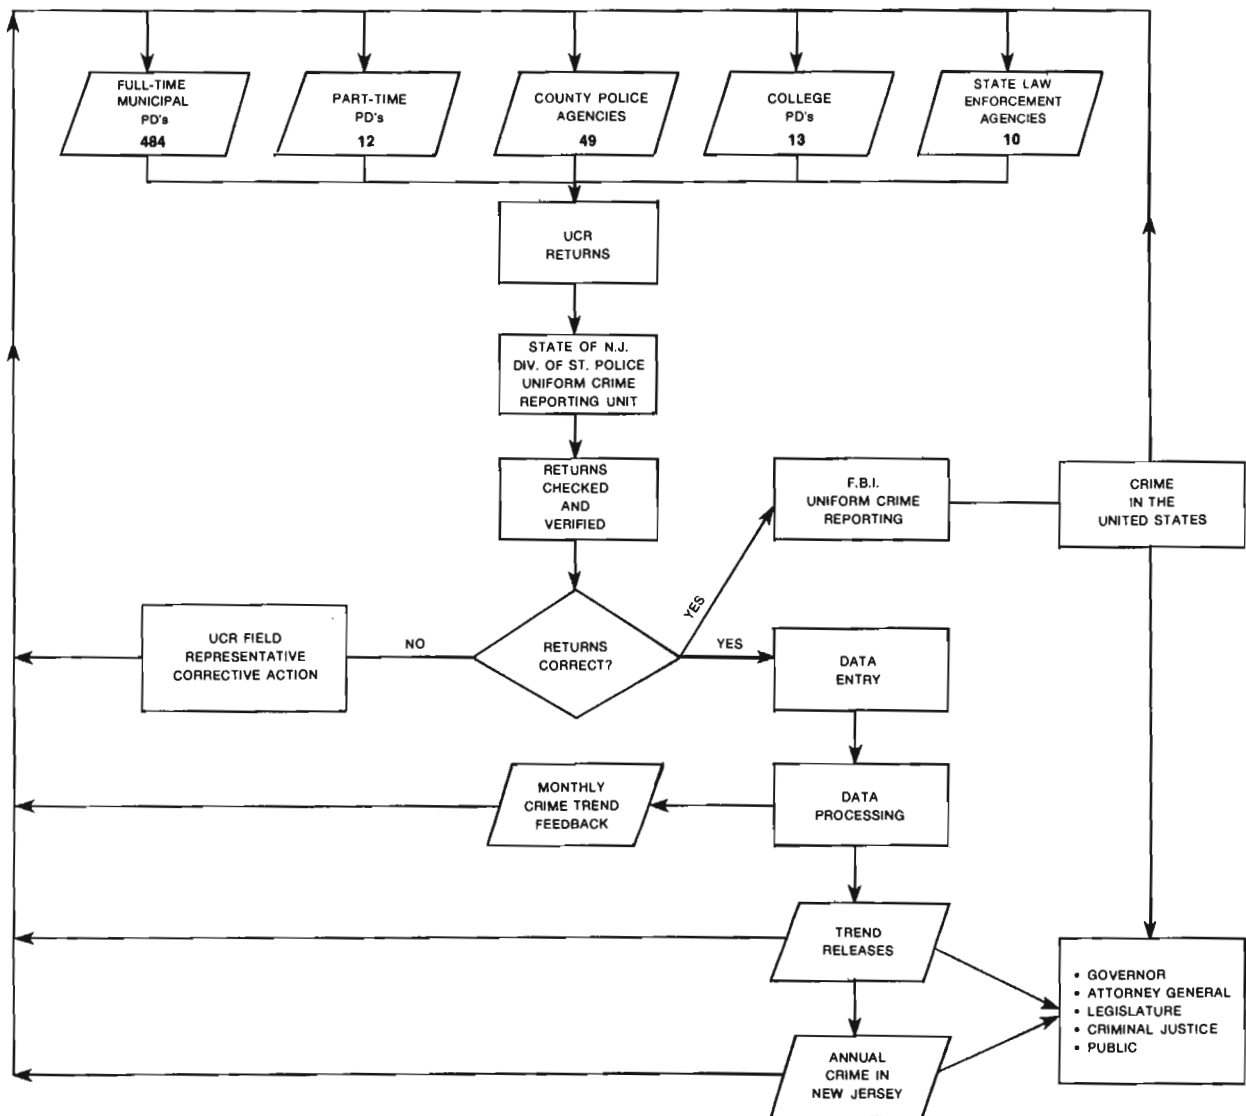 FULL-TIME
MUNICIPAL
PD's
484
PART-TIME
PD's
12
COUNTY POLICE
AGENCIES
49
COLLEGE
PD's
13
STATE LAW
ENFORCEMENT
AGENCIES
10
UCR
RETURNS
STATE OF N.J.
DIV. OF ST. POLICE
UNIFORM CRIME
REPORTING UNIT
RETURNS
CHECKED
AND
VERIFIED
F.B.I.
UNIFORM CRIME
REPORTING
CRIME
IN THE
UNITED STATES
UCR FIELD
REPRESENTATIVE
CORRECTIVE ACTION
NO
RETURNS
CORRECT?
YES
YES
DATA
ENTRY
MONTHLY
CRIME TREND
FEEDBACK
DATA
PROCESSING
TREND
RELEASES
• GOVERNOR
• ATTORNEY GENERAL
• LEGISLATURE
• CRIMINAL JUSTICE
• PUBLIC
ANNUAL
CRIME IN
NEW JERSEY